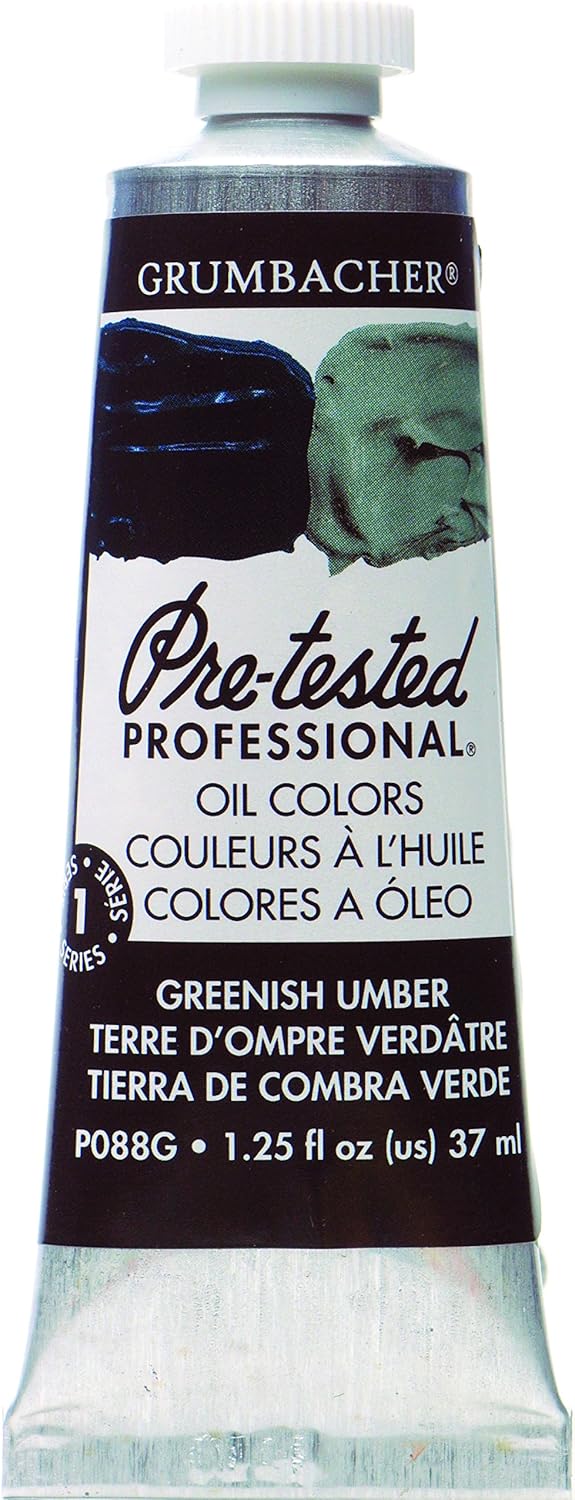 GRUMBACHER®
Pre-tested
PROFESSIONAL®
OIL COLORS
COULEURS À L'HUILE
COLORES A ÓLEO
SÉRIE
1
SERIES
GREENISH UMBER
TERRE D'OMPRE VERDÂTRE
TIERRA DE COMBRA VERDE
P088G • 1.25 fl oz (us) 37 ml